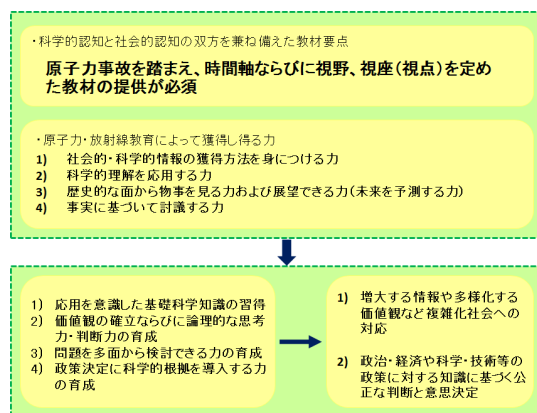 ・科学的認知と社会的認知の双方を兼ね備えた教材要点
原子力事故を踏まえ、時間軸ならびに視野、視座(視点)を定め
た教材の提供が必須
・原子力・放射線教育によって獲得し得る力
1) 社会的・科学的情報の獲得方法を身につける力
2) 科学的理解を応用する力
3) 歴史的な面から物事を見る力および展望できる力(未来を予測する力)
4) 事実に基づいて討議する力
1) 応用を意識した基礎科学知識の習得
2) 価値観の確立ならびに論理的な思考
力・判断力の育成
3) 問題を多面から検討できる力の育成
4) 政策決定に科学的根拠を導入する力
の育成
1) 増大する情報や多様化する
価値観など複雑化社会への
対応
2) 政治・経済や科学・技術等の
政策に対する知識に基づく公
正な判断と意思決定